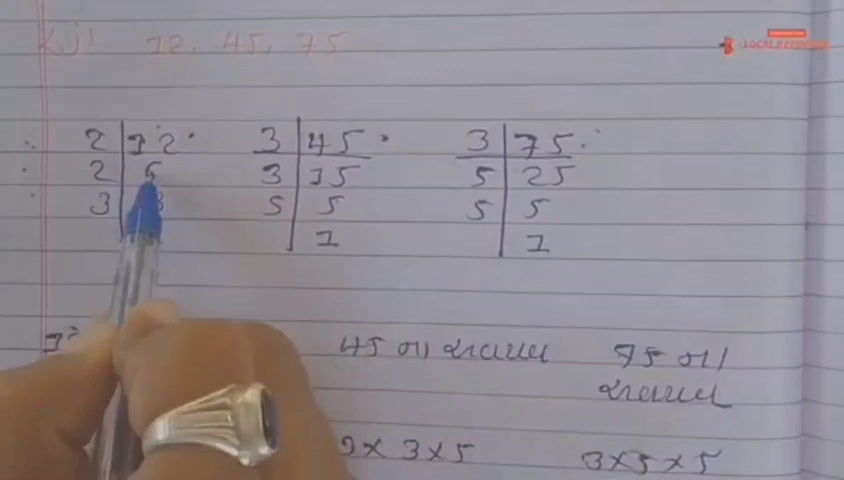 12, 45, 75
2 | 12 3 | 45 3 | 75
2 | 6 3 | 15 5 | 25
3 | 3 5 | 5 5 | 5
1 1
45 ના અવયવ 75 ના
અવયવ
3 × 3 × 5 3 × 5 × 5